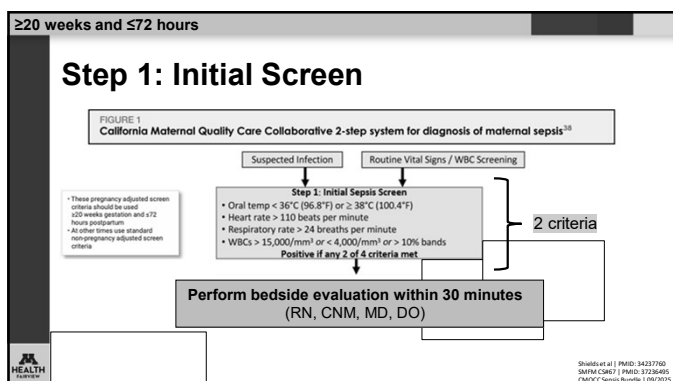 ≥20 weeks and ≤72 hours
Step 1: Initial Screen
FIGURE 1
California Maternal Quality Care Collaborative 2-step system for diagnosis of maternal sepsis³⁸
Suspected Infection
Routine Vital Signs / WBC Screening
• These pregnancy adjusted screen
criteria should be used
≥20 weeks gestation and ≤72
hours postpartum
• At other times use standard
non-pregnancy adjusted screen
criteria
Step 1: Initial Sepsis Screen
• Oral temp < 36°C (96.8°F) or ≥ 38°C (100.4°F)
• Heart rate > 110 beats per minute
• Respiratory rate > 24 breaths per minute
• WBCs > 15,000/mm³ or < 4,000/mm³ or > 10% bands
Positive if any 2 of 4 criteria met
2 criteria
Perform bedside evaluation within 30 minutes
(RN, CNM, MD, DO)
M
HEALTH
FAIRVIEW
Shields et al | PMID: 34237760
SMFM CS#67 | PMID: 37236495
CMQCC Sepsis Bundle | 09/2025